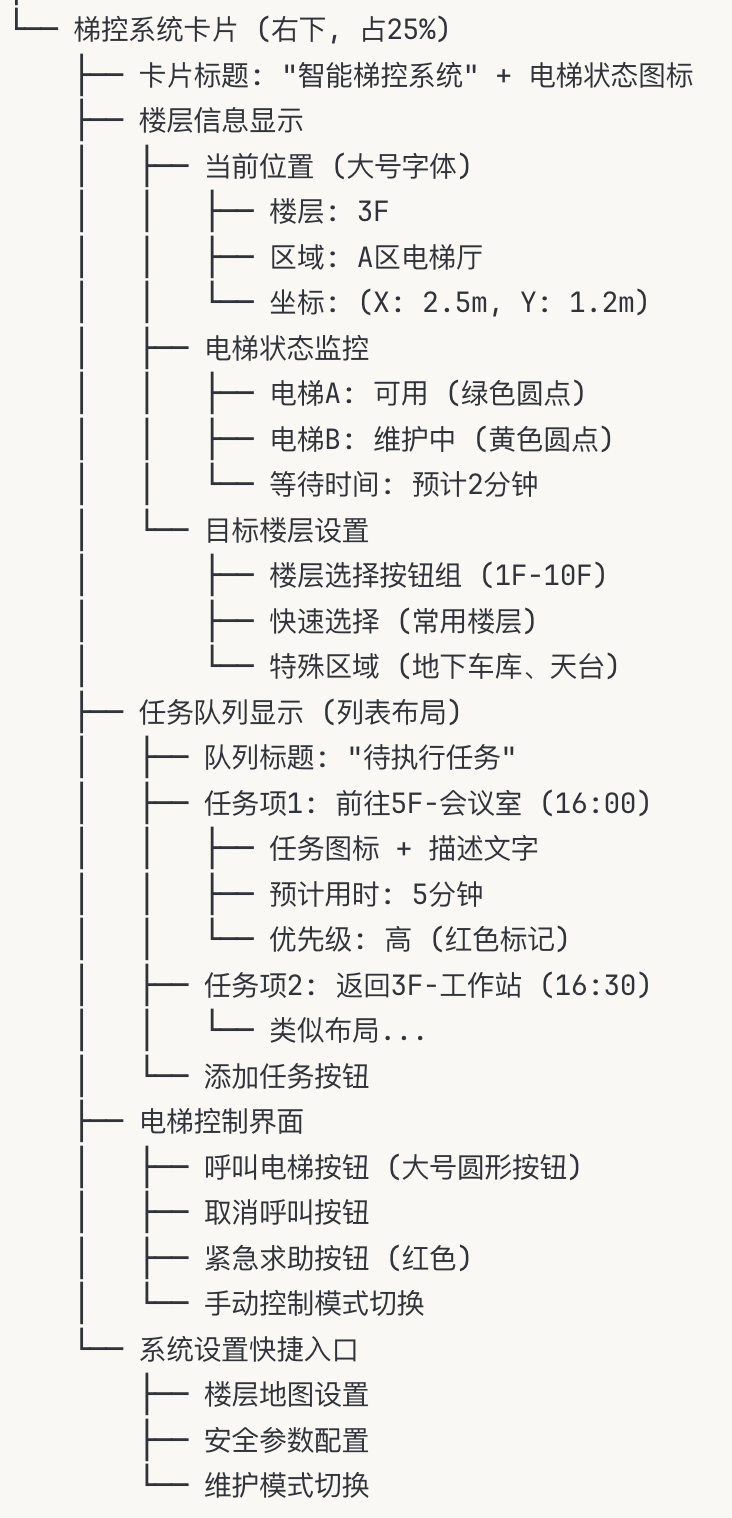 └── 梯控系统卡片 (右下, 占25%)
    ├── 卡片标题: "智能梯控系统" + 电梯状态图标
    ├── 楼层信息显示
    │   ├── 当前位置 (大号字体)
    │   │   ├── 楼层: 3F
    │   │   ├── 区域: A区电梯厅
    │   │   └── 坐标: (X: 2.5m, Y: 1.2m)
    │   ├── 电梯状态监控
    │   │   ├── 电梯A: 可用 (绿色圆点)
    │   │   ├── 电梯B: 维护中 (黄色圆点)
    │   │   └── 等待时间: 预计2分钟
    │   └── 目标楼层设置
    │       ├── 楼层选择按钮组 (1F-10F)
    │       ├── 快速选择 (常用楼层)
    │       └── 特殊区域 (地下车库、天台)
    ├── 任务队列显示 (列表布局)
    │   ├── 队列标题: "待执行任务"
    │   ├── 任务项1: 前往5F-会议室 (16:00)
    │   │   ├── 任务图标 + 描述文字
    │   │   ├── 预计用时: 5分钟
    │   │   └── 优先级: 高 (红色标记)
    │   ├── 任务项2: 返回3F-工作站 (16:30)
    │   │   └── 类似布局...
    │   └── 添加任务按钮
    ├── 电梯控制界面
    │   ├── 呼叫电梯按钮 (大号圆形按钮)
    │   ├── 取消呼叫按钮
    │   ├── 紧急求助按钮 (红色)
    │   └── 手动控制模式切换
    └── 系统设置快捷入口
        ├── 楼层地图设置
        ├── 安全参数配置
        └── 维护模式切换